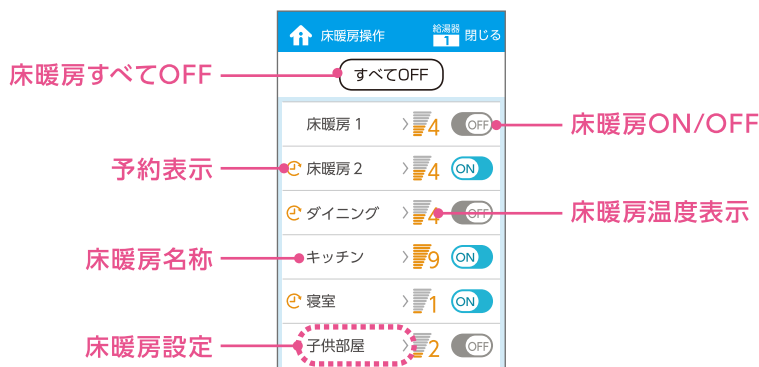 床暖房操作
給湯器
1
閉じる
床暖房すべてOFF
すべてOFF
床暖房1
4
OFF
床暖房ON/OFF
予約表示
床暖房2
4
ON
ダイニング
4
OFF
床暖房温度表示
床暖房名称
キッチン
9
ON
寝室
1
ON
床暖房設定
子供部屋
2
OFF